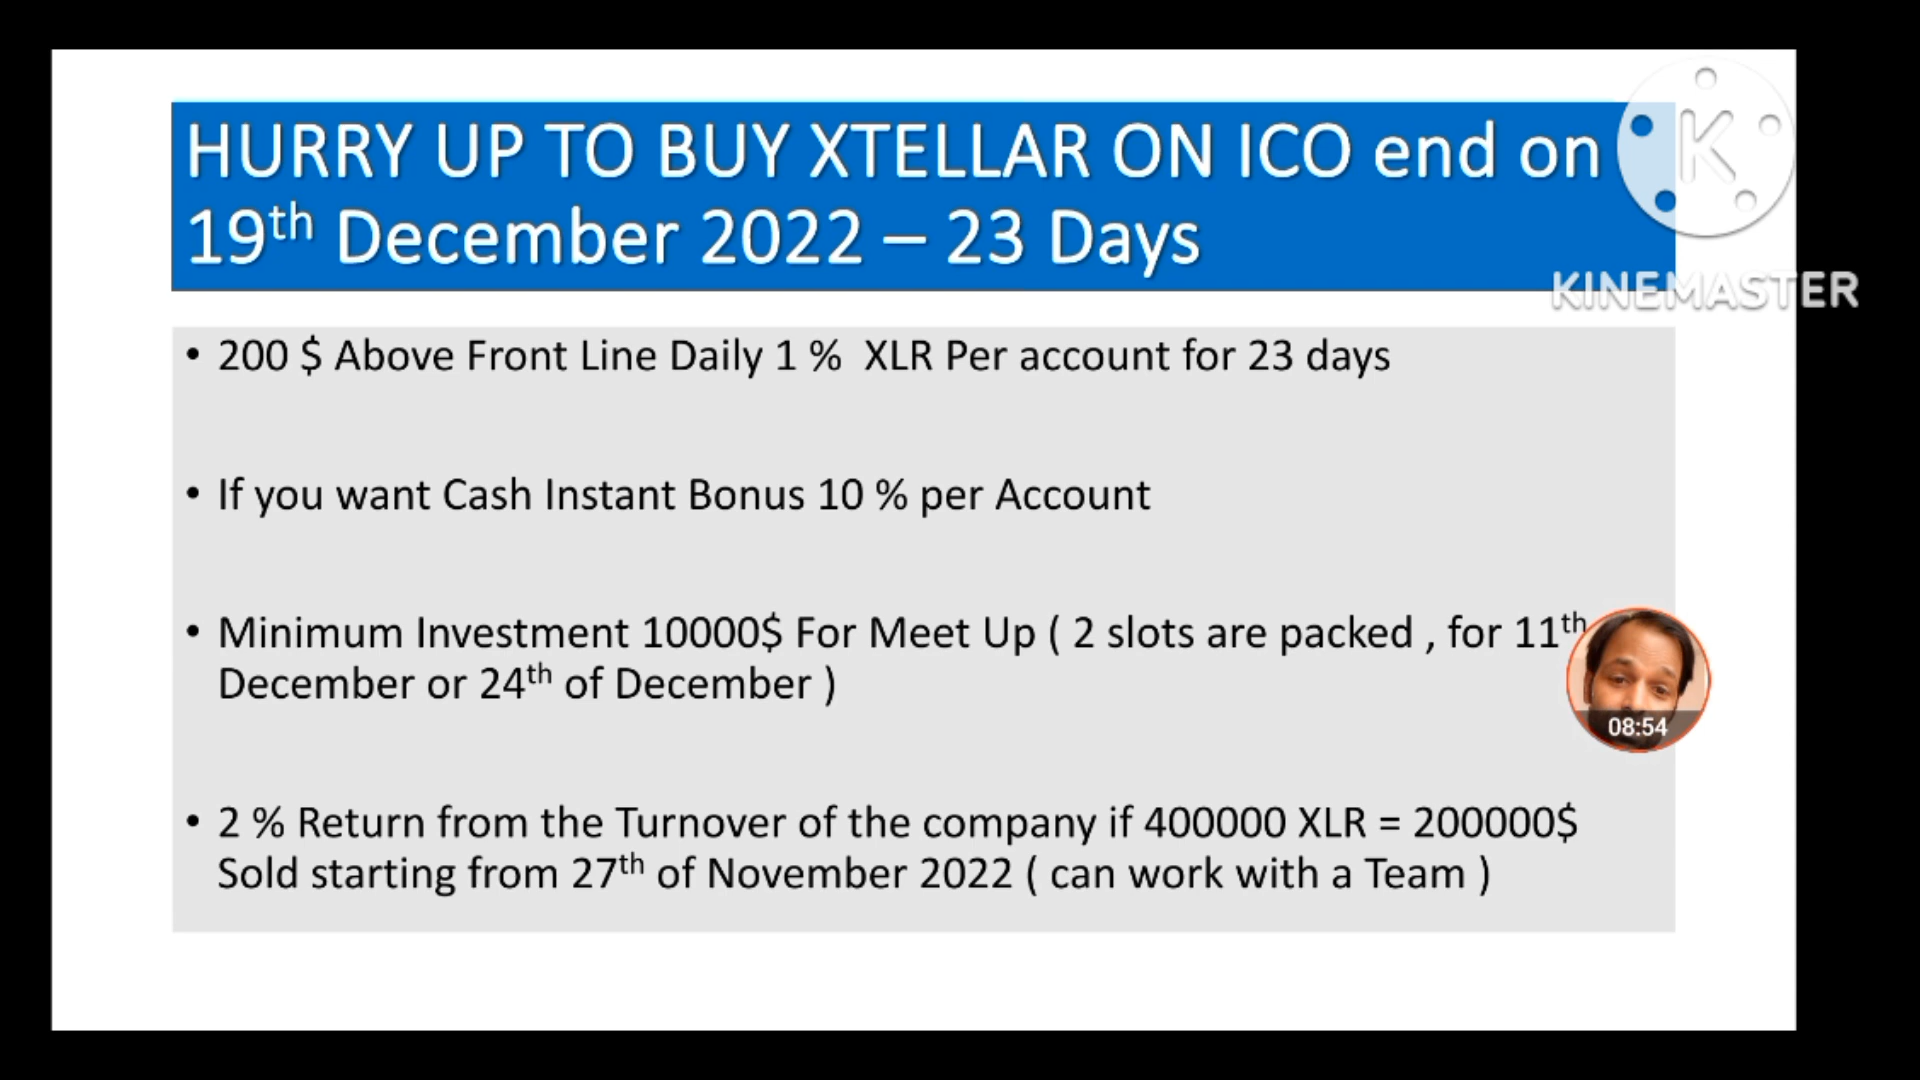 HURRY UP TO BUY XTELLAR ON ICO end on
19th December 2022 – 23 Days
K
KINEMASTER
• 200 $ Above Front Line Daily 1 %  XLR Per account for 23 days
• If you want Cash Instant Bonus 10 % per Account
• Minimum Investment 10000$ For Meet Up ( 2 slots are packed , for 11th
December or 24th of December )
08:54
• 2 % Return from the Turnover of the company if 400000 XLR = 200000$
Sold starting from 27th of November 2022 ( can work with a Team )